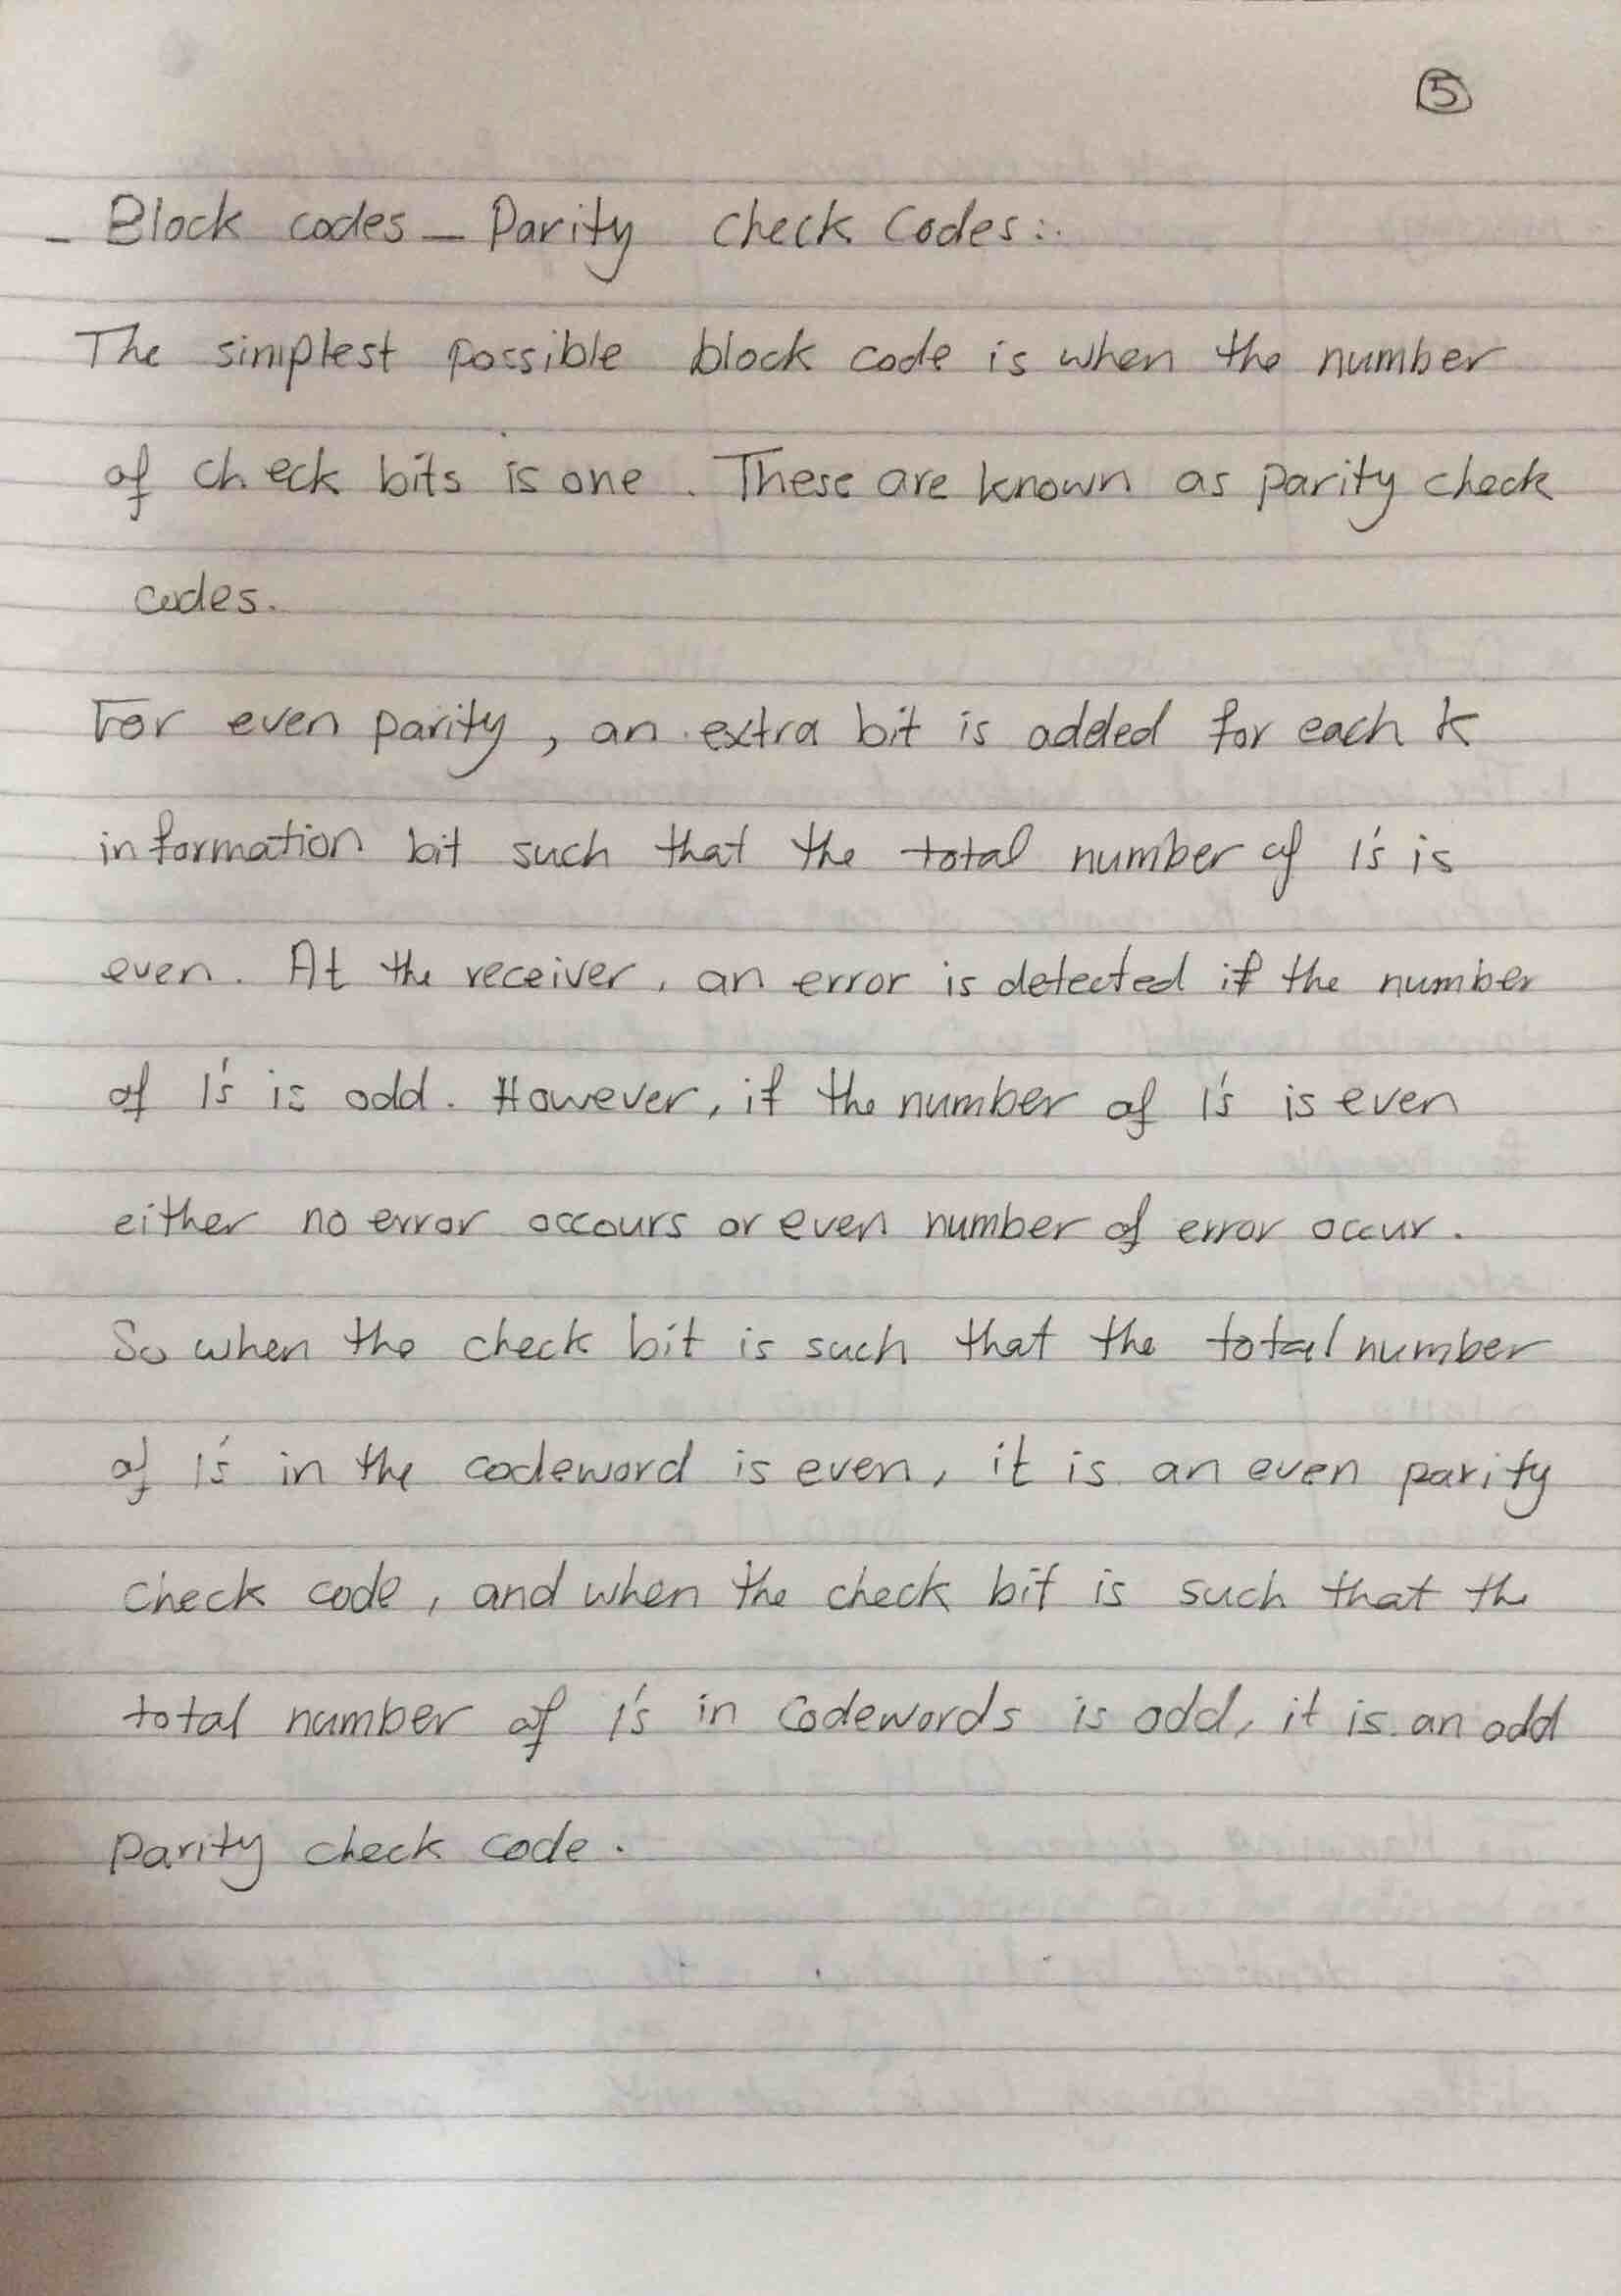 5
- Block codes - Parity check Codes:.
The simplest possible block code is when the number
of check bits is one. These are known as parity check
codes.
For even parity, an extra bit is added for each k
information bit such that the total number of 1's is
even. At the receiver, an error is detected if the number
of 1's is odd. However, if the number of 1's is even
either no error occours or even number of error occur.
So when the check bit is such that the total number
of 1's in the codeword is even, it is an even parity
check code, and when the check bit is such that the
total number of 1's in codewords is odd, it is an odd
parity check code.